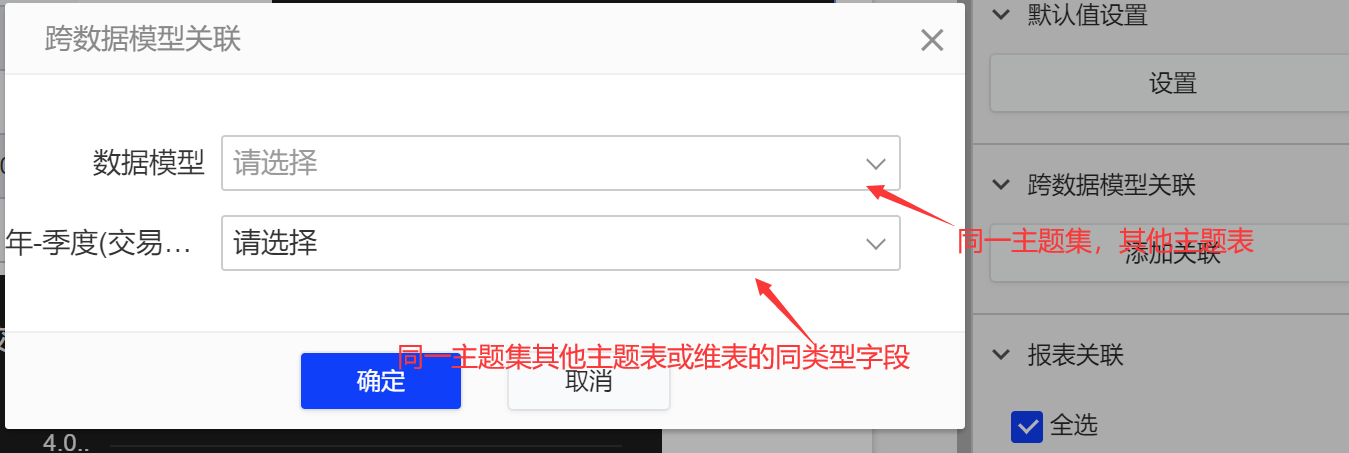 跨数据模型关联
数据模型
请选择
年-季度(交易...
请选择
同一主题集，其他主题表
同一主题集其他主题表或维表的同类型字段
确定
取消
4.0..
默认值设置
设置
跨数据模型关联
添加关联
报表关联
全选